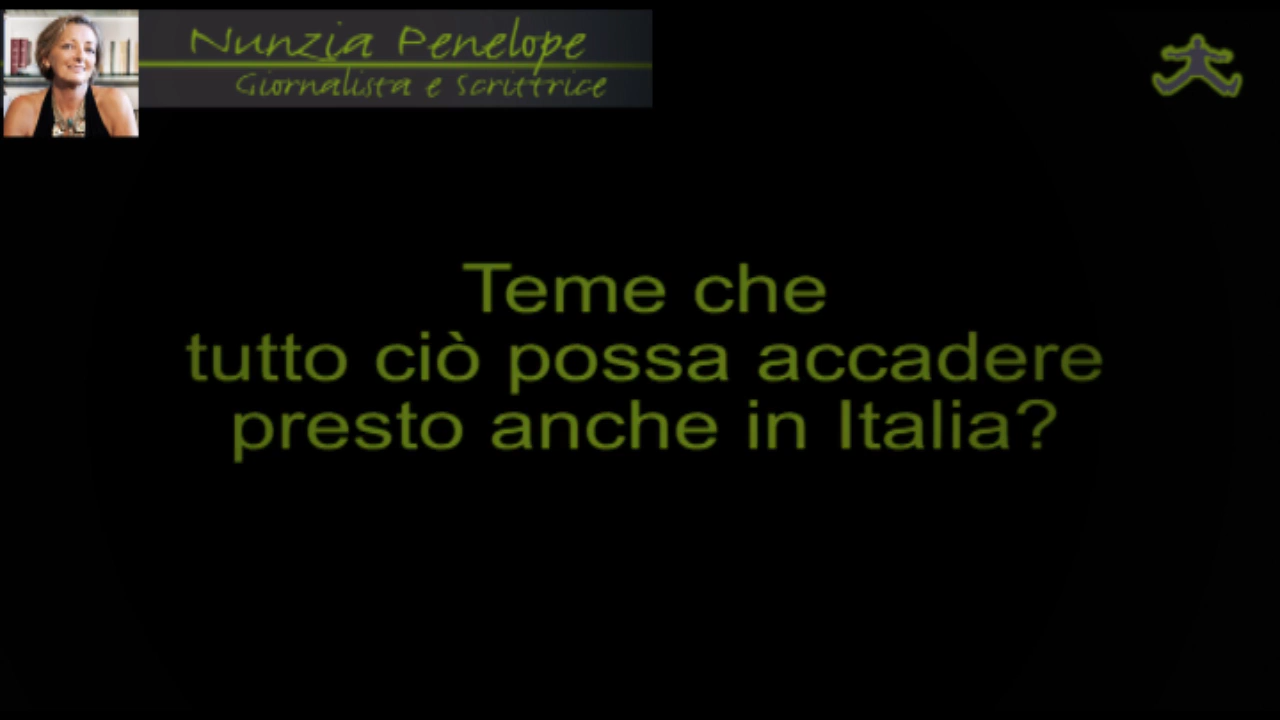 Nunzia Penelope
Giornalista e Scrittrice
Teme che
tutto ciò possa accadere
presto anche in Italia?